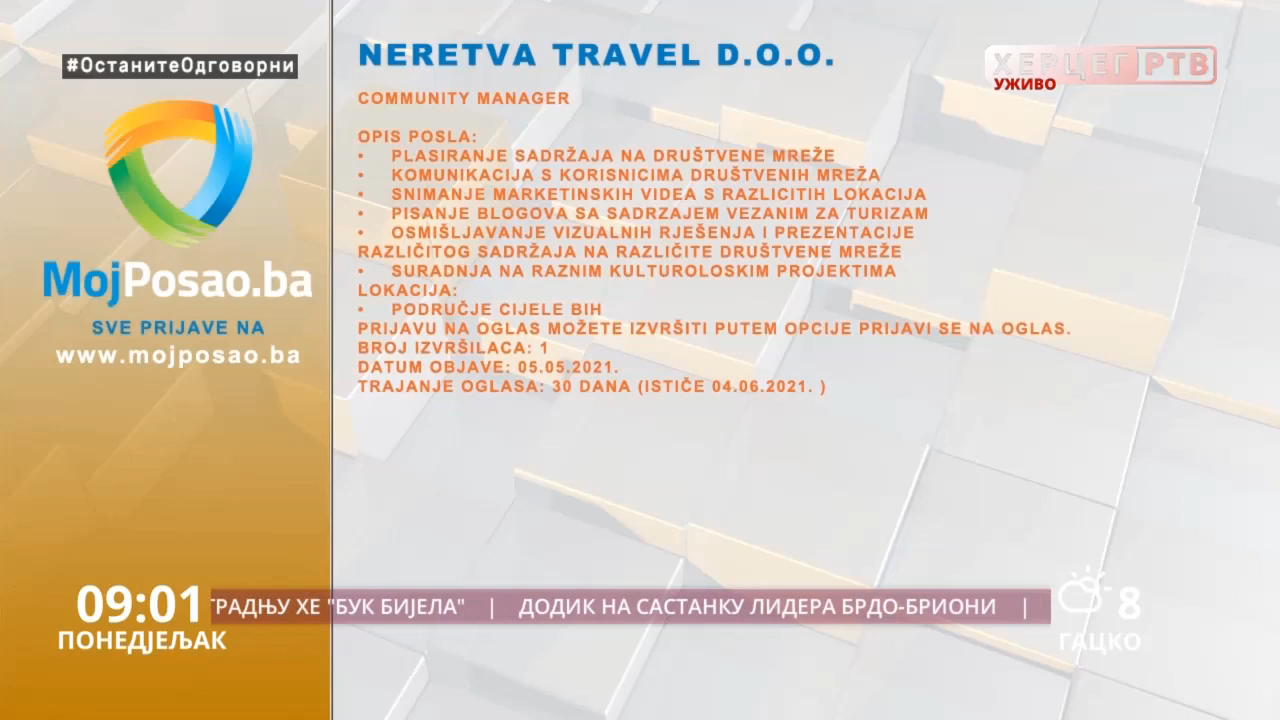 #ОстанитеОдговорни
MojPosao.ba
SVE PRIJAVE NA
www.mojposao.ba
NERETVA TRAVEL D.O.O.
COMMUNITY MANAGER
OPIS POSLA:
• PLASIRANJE SADRŽAJA NA DRUŠTVENE MREŽE
• KOMUNIKACIJA S KORISNICIMA DRUŠTVENIH MREŽA
• SNIMANJE MARKETINSKIH VIDEA S RAZLICITIH LOKACIJA
• PISANJE BLOGOVA SA SADRZAJEM VEZANIM ZA TURIZAM
• OSMIŠLJAVANJE VIZUALNIH RJEŠENJA I PREZENTACIJE
RAZLIČITOG SADRŽAJA NA RAZLIČITE DRUŠTVENE MREŽE
• SURADNJA NA RAZNIM KULTUROLOSKIM PROJEKTIMA
LOKACIJA:
• PODRUČJE CIJELE BIH
PRIJAVU NA OGLAS MOŽETE IZVRŠITI PUTEM OPCIJE PRIJAVI SE NA OGLAS.
BROJ IZVRŠILACA: 1
DATUM OBJAVE: 05.05.2021.
TRAJANJE OGLASA: 30 DANA (ISTIČE 04.06.2021. )
ХЕРЦЕГ РТВ
УЖИВО
09:01
ПОНЕДЈЕЉАК
ГРАДЊУ ХЕ "БУК БИЈЕЛА" | ДОДИК НА САСТАНКУ ЛИДЕРА БРДО-БРИОНИ |
8
ГАЦКО